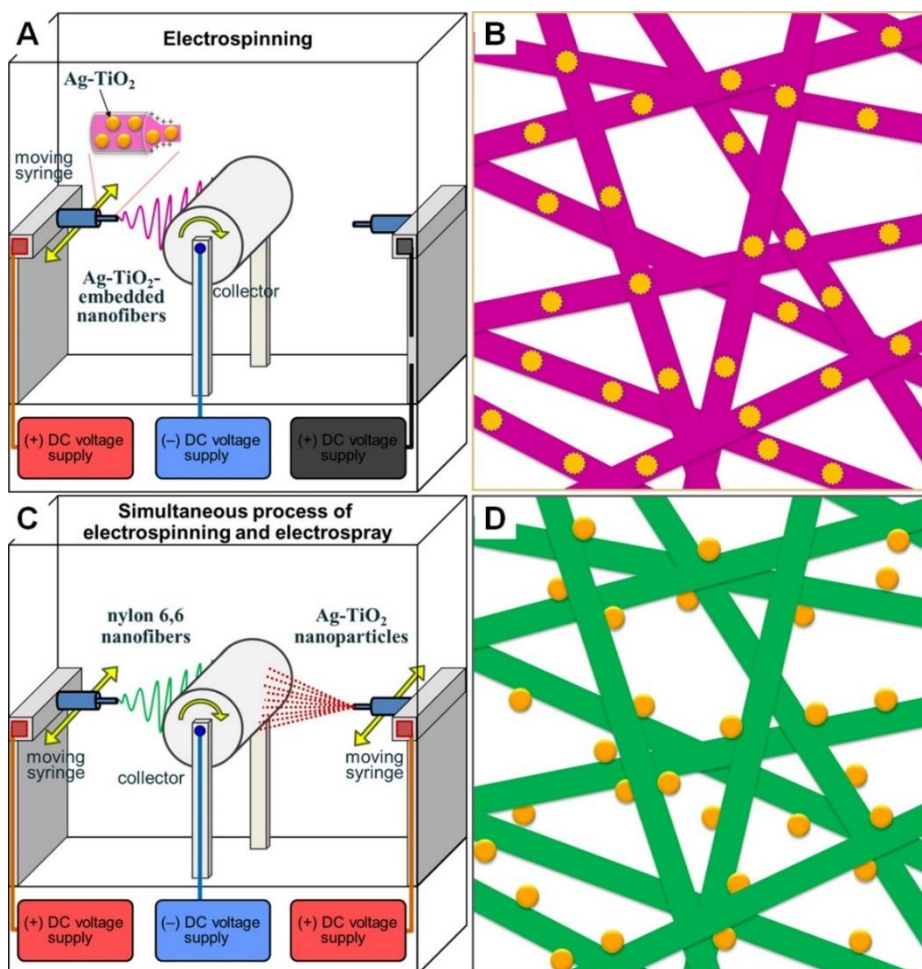 A
Electrospinning
Ag-TiO₂
moving
syringe
Ag-TiO₂-
embedded
nanofibers
collector
(+) DC voltage
supply
(–) DC voltage
supply
(+) DC voltage
supply
B
C
Simultaneous process of
electrospinning and electrospray
nylon 6,6
nanofibers
Ag-TiO₂
nanoparticles
moving
syringe
collector
moving
syringe
(+) DC voltage
supply
(–) DC voltage
supply
(+) DC voltage
supply
D